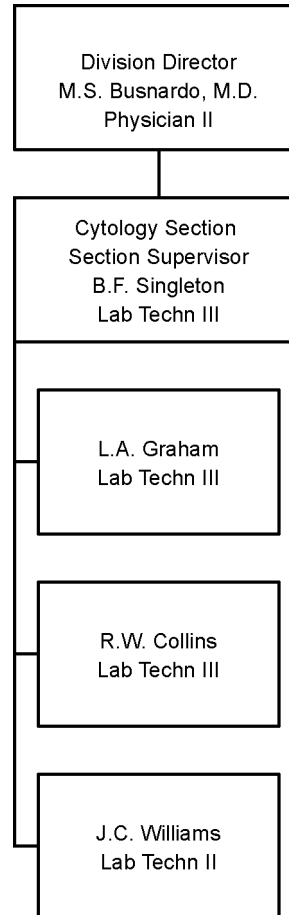 Division Director
M.S. Busnardo, M.D.
Physician II
Cytology Section
Section Supervisor
B.F. Singleton
Lab Techn III
L.A. Graham
Lab Techn III
R.W. Collins
Lab Techn III
J.C. Williams
Lab Techn II